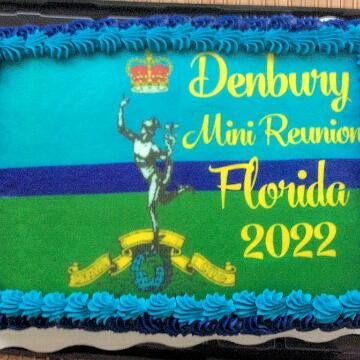 Denbury
Mini Reunion
Florida
2022